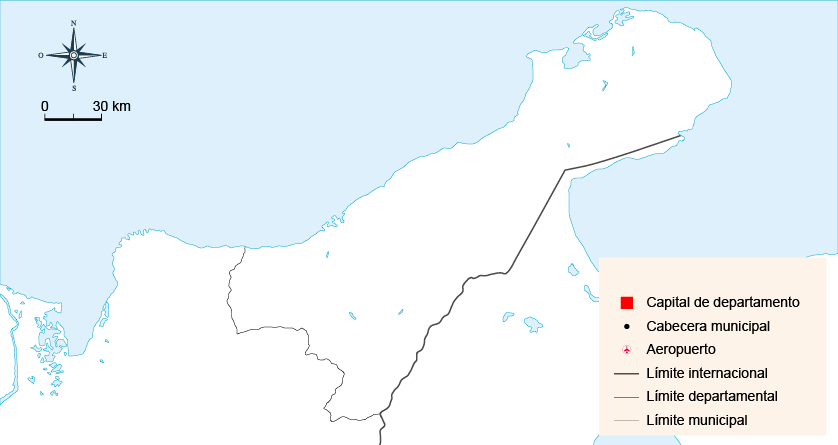 N
O E
S
0 30 km
Capital de departamento
Cabecera municipal
Aeropuerto
Límite internacional
Límite departamental
Límite municipal